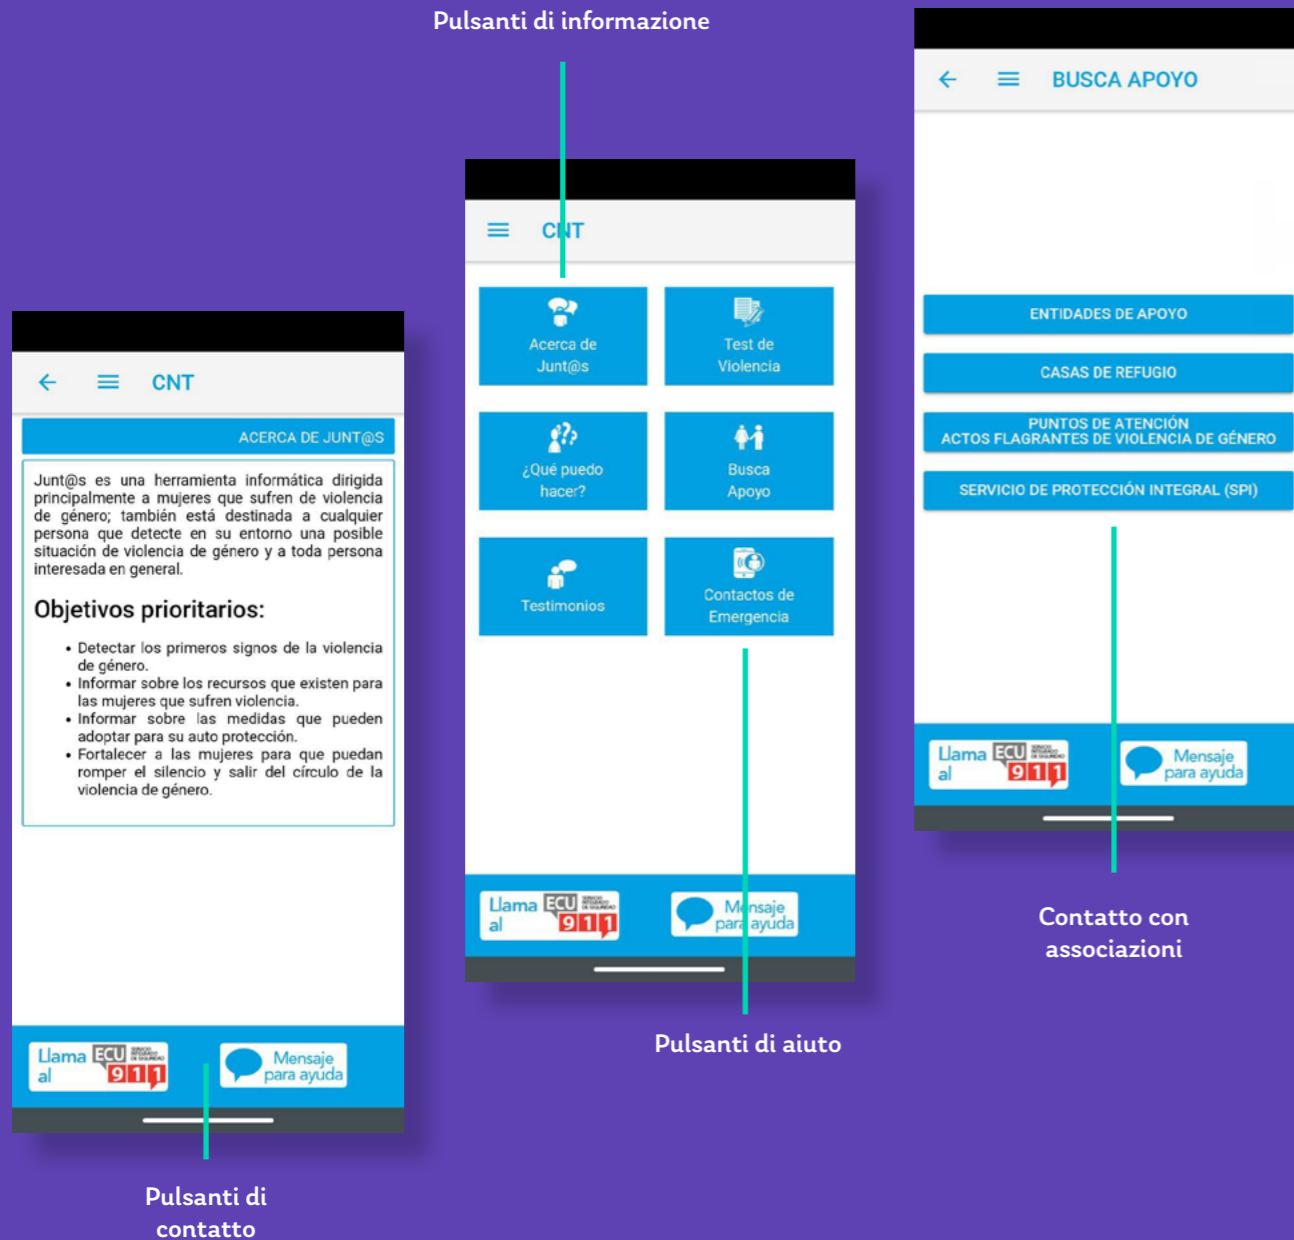 Pulsanti di informazione
CNT
Acerca de
Junt@s
Test de
Violencia
¿Qué puedo
hacer?
Busca
Apoyo
Testimonios
Contactos de
Emergencia
Llama
al
ECU
911
Mensaje
para ayuda
Pulsanti di aiuto
CNT
ACERCA DE JUNT@S
Junt@s es una herramienta informática dirigida
principalmente a mujeres que sufren de violencia
de género; también está destinada a cualquier
persona que detecte en su entorno una posible
situación de violencia de género y a toda persona
interesada en general.
Objetivos prioritarios:
• Detectar los primeros signos de la violencia
de género.
• Informar sobre los recursos que existen para
las mujeres que sufren violencia.
• Informar sobre las medidas que pueden
adoptar para su auto protección.
• Fortalecer a las mujeres para que puedan
romper el silencio y salir del círculo de la
violencia de género.
Llama
al
ECU
911
Mensaje
para ayuda
Pulsanti di
contatto
BUSCA APOYO
ENTIDADES DE APOYO
CASAS DE REFUGIO
PUNTOS DE ATENCIÓN
ACTOS FLAGRANTES DE VIOLENCIA DE GÉNERO
SERVICIO DE PROTECCIÓN INTEGRAL (SPI)
Llama
al
ECU
911
Mensaje
para ayuda
Contatto con
associazioni